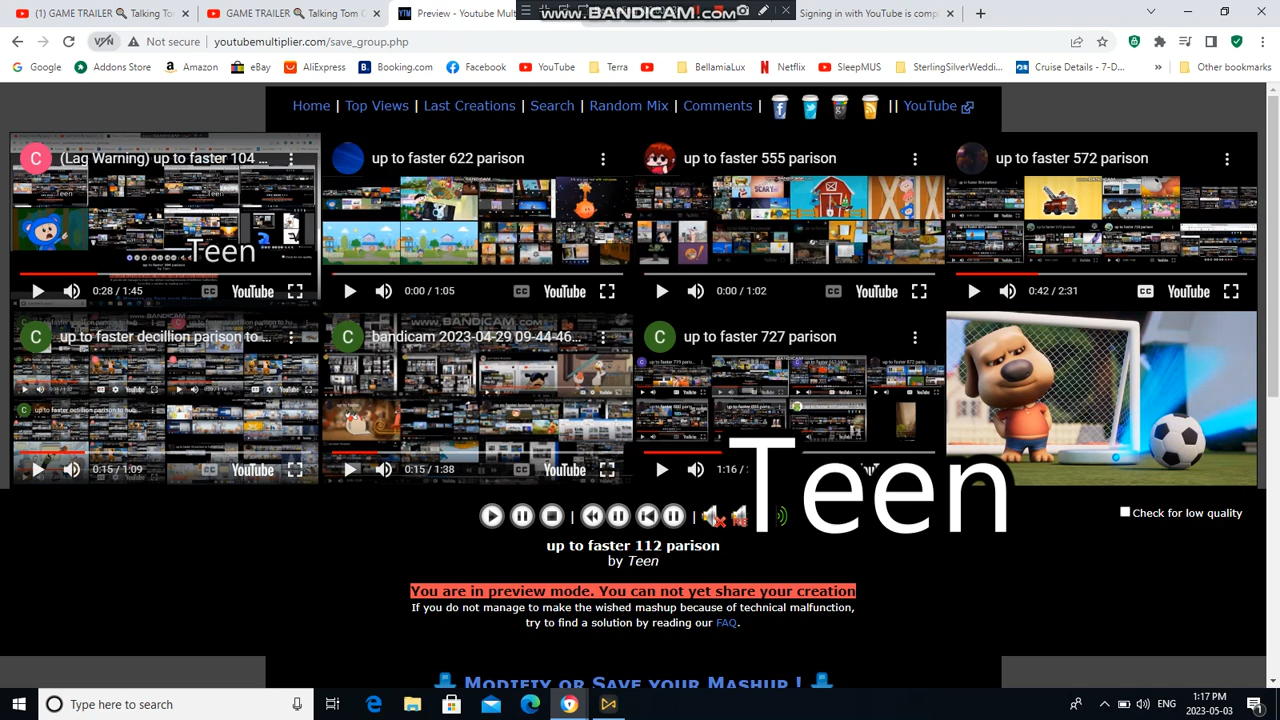 (1) GAME TRAILER 🔍 Talking To
GAME TRAILER 🔍 Talking Tom C
Preview - Youtube Mult
www.BANDICAM.com
Signing in with YouTube is comp
VPN
Not secure
youtubemultiplier.com/save_group.php
Google
Addons Store
Amazon
eBay
AliExpress
Booking.com
Facebook
YouTube
Terra
BellamiaLux
Netflix
SleepMUS
SterlingSilverWeddi...
Cruise Details - 7-D...
»
Other bookmarks
Home | Top Views | Last Creations | Search | Random Mix | Comments | || YouTube
C
(Lag Warning) up to faster 104 ...
up to faster 622 parison
up to faster 555 parison
up to faster 572 parison
Teen
0:28 / 1:45
YouTube
0:00 / 1:05
CC
YouTube
0:00 / 1:02
CC
YouTube
0:42 / 2:31
CC
YouTube
C
up to faster decillion parison to ...
C
bandicam 2023-04-29 09-44-46...
C
up to faster 727 parison
0:15 / 1:09
CC
YouTube
0:15 / 1:38
CC
YouTube
1:16 /
Teen
Check for low quality
up to faster 112 parison
by Teen
You are in preview mode. You can not yet share your creation
If you do not manage to make the wished mashup because of technical malfunction,
try to find a solution by reading our FAQ.
Modifiy or Save your Mashup !
Type here to search
ENG
1:17 PM
2023-05-03
1